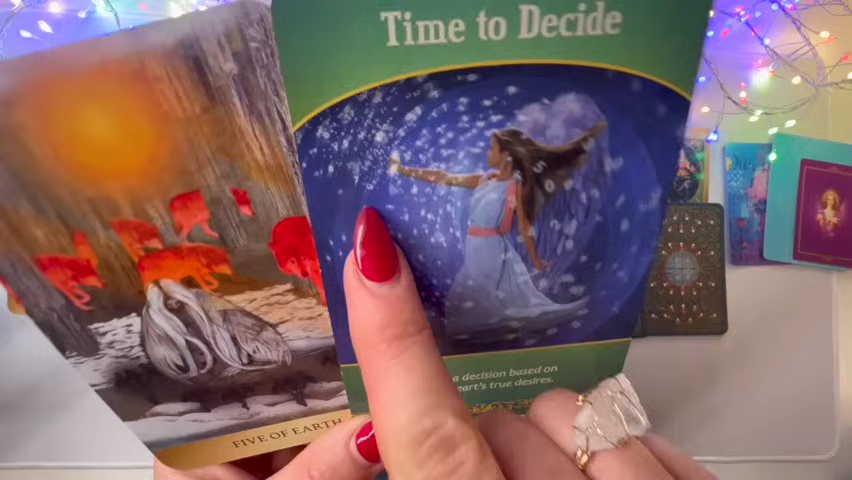 Time to Decide
a decision based on
eart's true desires.
FIVE OF EARTH